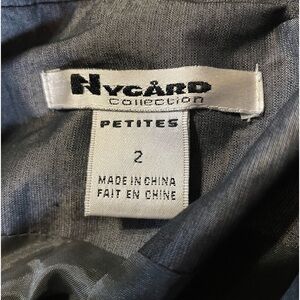 NYGÅRD
Collection
PETITES
2
MADE IN CHINA
FAIT EN CHINE